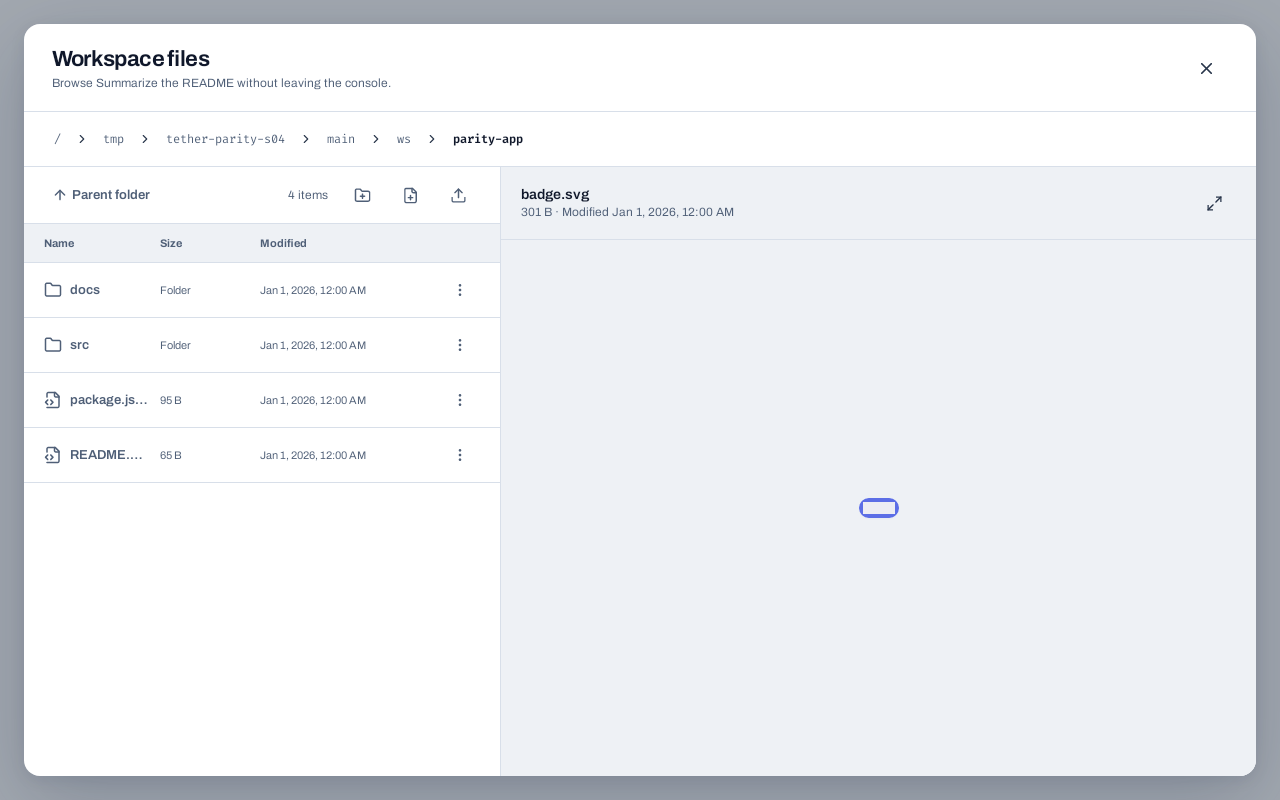 Workspace files
Browse Summarize the README without leaving the console.
/ tmp tether-parity-s04 main ws parity-app
Parent folder 4 items
Name Size Modified
docs Folder Jan 1, 2026, 12:00 AM
src Folder Jan 1, 2026, 12:00 AM
package.js... 95 B Jan 1, 2026, 12:00 AM
README.... 65 B Jan 1, 2026, 12:00 AM
badge.svg
301 B · Modified Jan 1, 2026, 12:00 AM